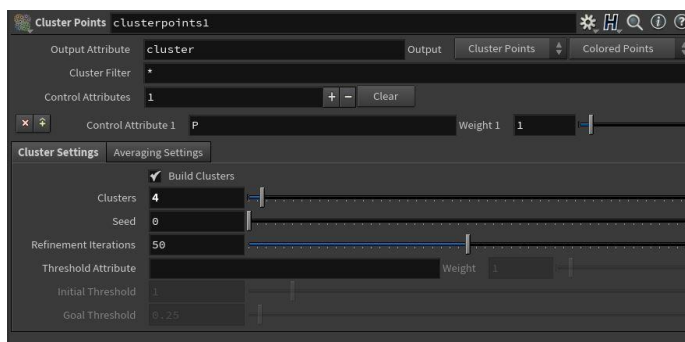 Cluster Points clusterpoints1
Output Attribute cluster Output Cluster Points Colored Points
Cluster Filter *
Control Attributes 1 + - Clear
Control Attribute 1 P Weight 1 1
Cluster Settings Averaging Settings
Build Clusters
Clusters 4
Seed 0
Refinement Iterations 50
Threshold Attribute Weight 1
Initial Threshold 1
Goal Threshold 0.25